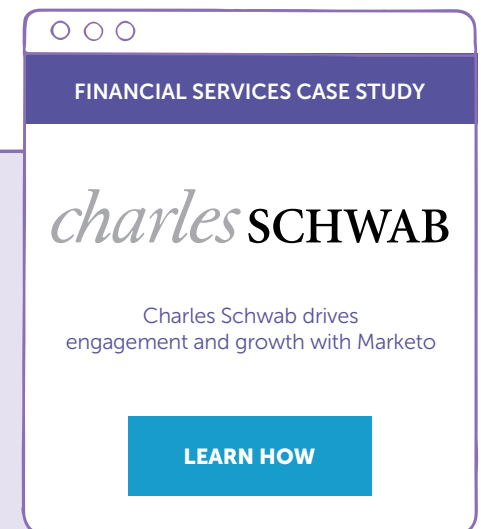 FINANCIAL SERVICES CASE STUDY
charles SCHWAB
Charles Schwab drives
engagement and growth with Marketo
LEARN HOW